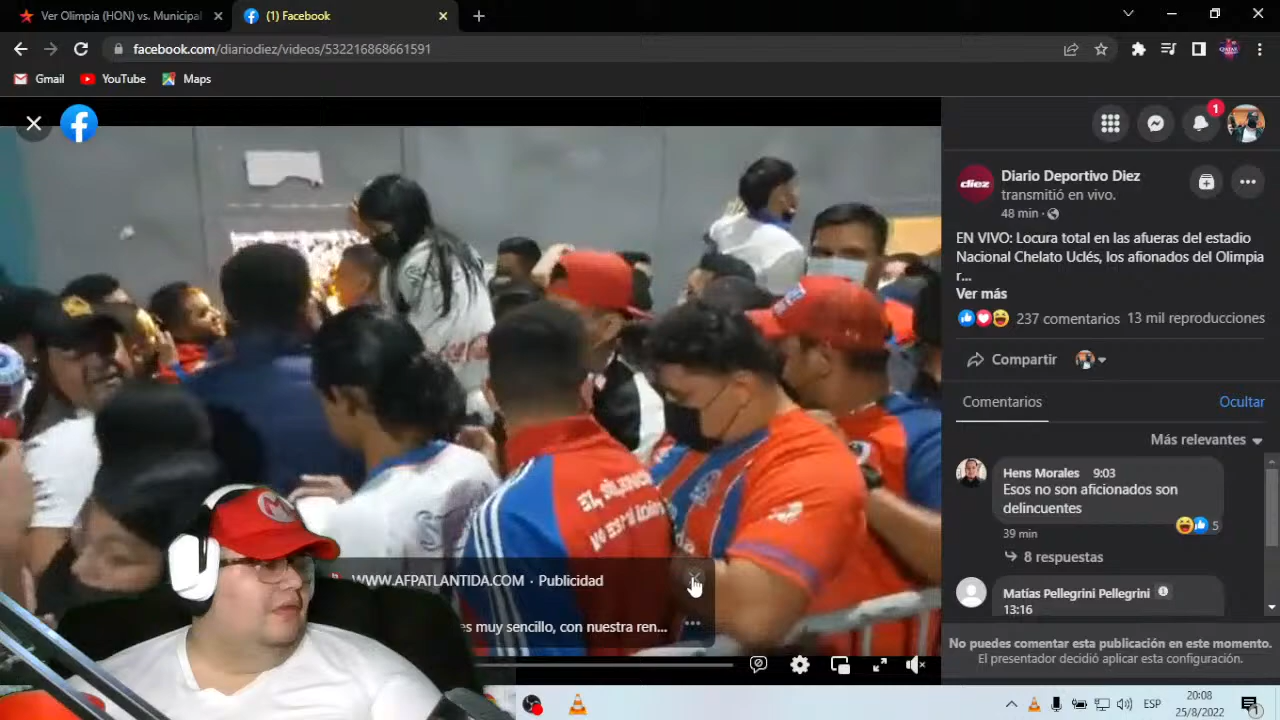 Ver Olimpia (HON) vs. Municipal
(1) Facebook
facebook.com/diariodiez/videos/532216868661591
Gmail
YouTube
Maps
1
diez
Diario Deportivo Diez
transmitió en vivo.
48 min ·
EN VIVO: Locura total en las afueras del estadio
Nacional Chelato Uclés, los afionados del Olimpia
r...
Ver más
237 comentarios 13 mil reproducciones
Compartir
Comentarios
Ocultar
Más relevantes
Hens Morales 9:03
Esos no son aficionados son
delincuentes
5
39 min
8 respuestas
Matías Pellegrini Pellegrini
13:16
No puedes comentar esta publicación en este momento.
El presentador decidió aplicar esta configuración.
WWW.AFPATLANTIDA.COM · Publicidad
es muy sencillo, con nuestra ren...
M
ESP
20:08
25/8/2022
1